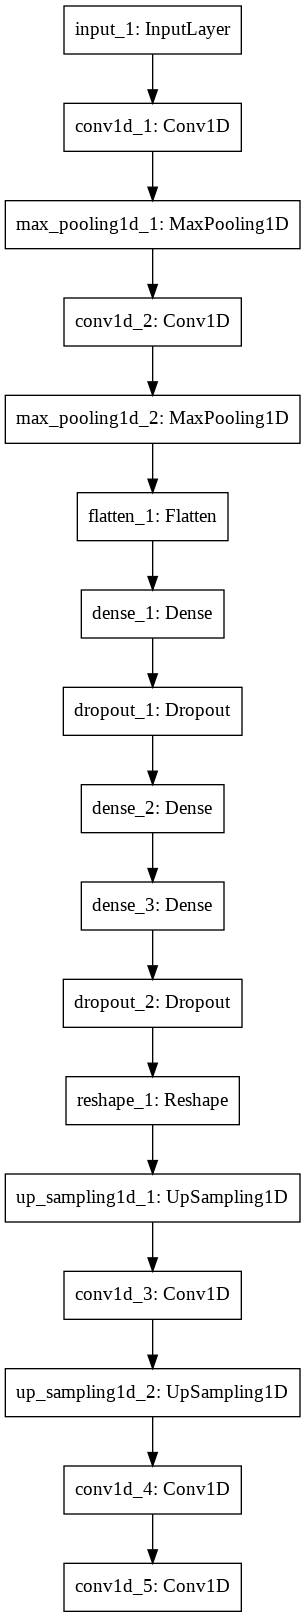 input_1: InputLayer
conv1d_1: Conv1D
max_pooling1d_1: MaxPooling1D
conv1d_2: Conv1D
max_pooling1d_2: MaxPooling1D
flatten_1: Flatten
dense_1: Dense
dropout_1: Dropout
dense_2: Dense
dense_3: Dense
dropout_2: Dropout
reshape_1: Reshape
up_sampling1d_1: UpSampling1D
conv1d_3: Conv1D
up_sampling1d_2: UpSampling1D
conv1d_4: Conv1D
conv1d_5: Conv1D